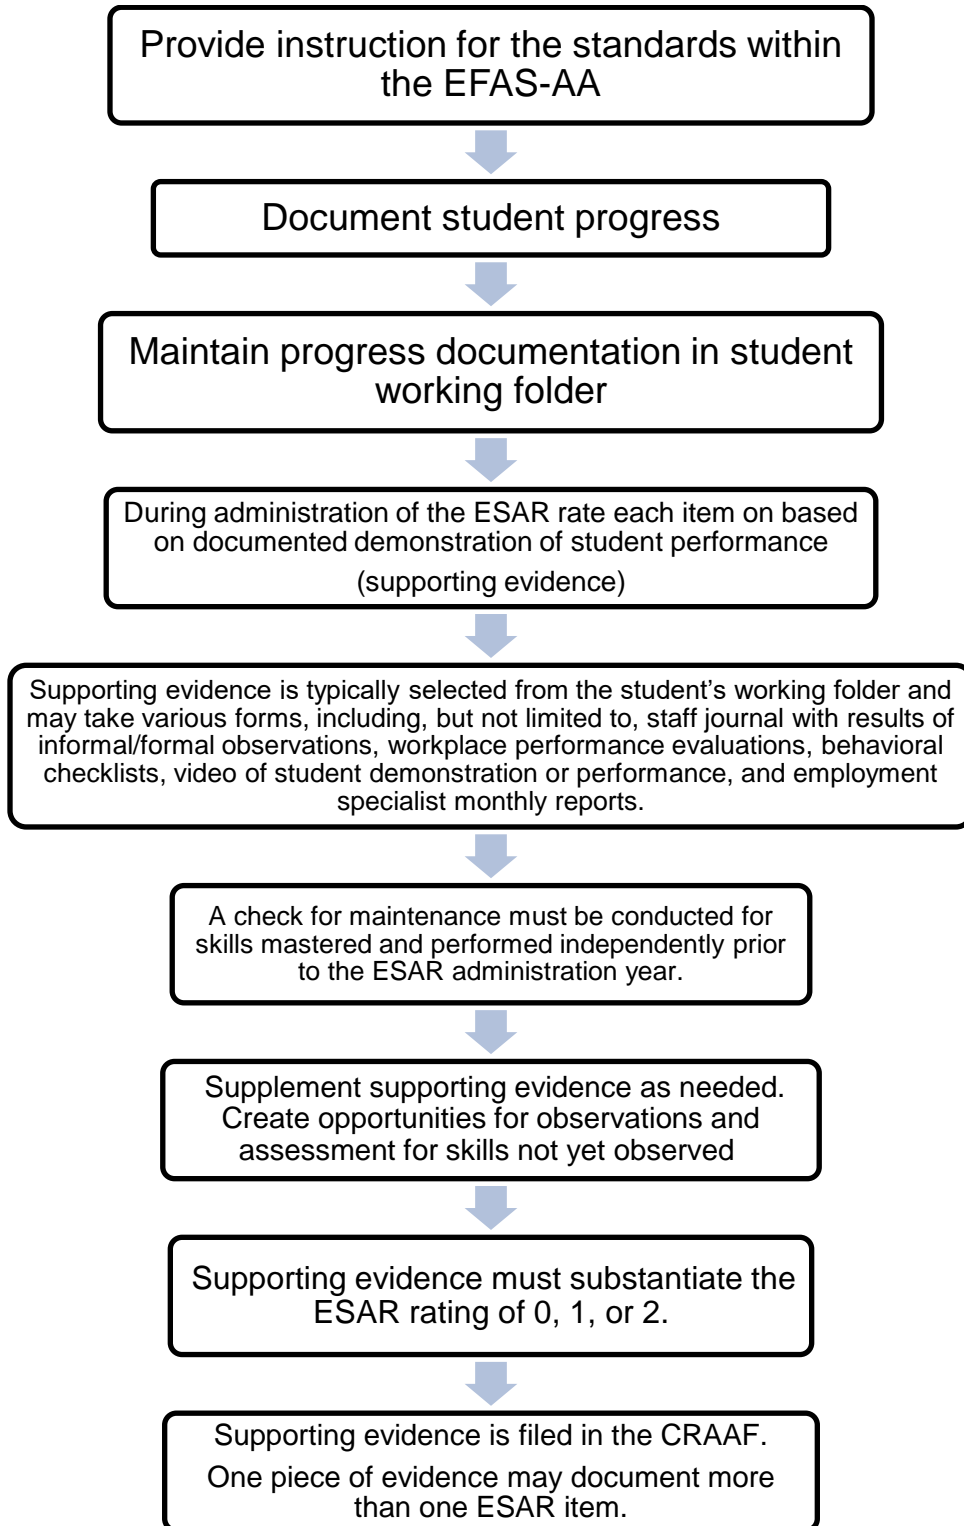 Provide instruction for the standards within
the EFAS-AA
Document student progress
Maintain progress documentation in student
working folder
During administration of the ESAR rate each item on based
on documented demonstration of student performance
(supporting evidence)
Supporting evidence is typically selected from the student’s working folder and
may take various forms, including, but not limited to, staff journal with results of
informal/formal observations, workplace performance evaluations, behavioral
checklists, video of student demonstration or performance, and employment
specialist monthly reports.
A check for maintenance must be conducted for
skills mastered and performed independently prior
to the ESAR administration year.
Supplement supporting evidence as needed.
Create opportunities for observations and
assessment for skills not yet observed
Supporting evidence must substantiate the
ESAR rating of 0, 1, or 2.
Supporting evidence is filed in the CRAAF.
One piece of evidence may document more
than one ESAR item.